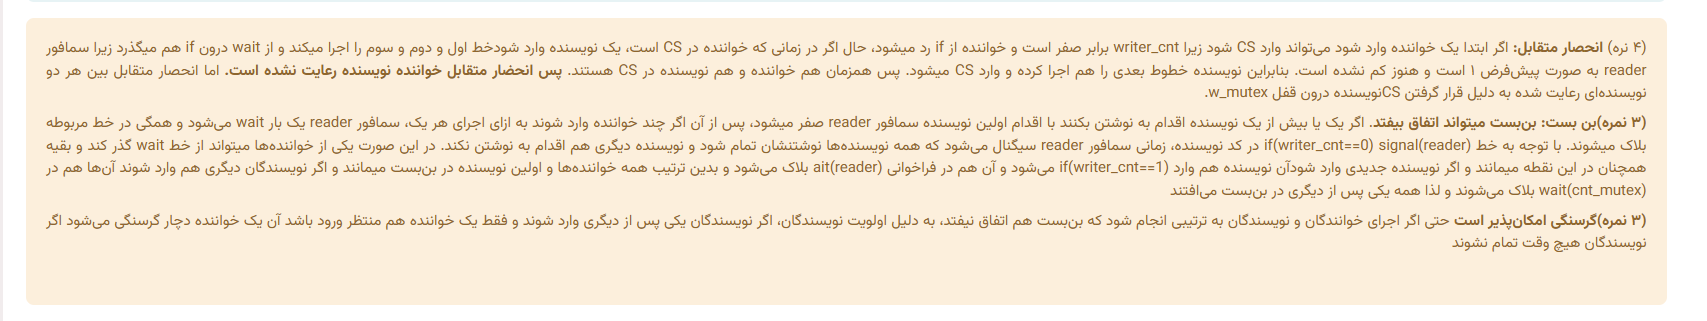 (۴ نره) انحصار متقابل: اگر ابتدا یک خواننده وارد شود می‌تواند وارد CS شود زیرا writer_cnt برابر صفر است و خواننده از if رد میشود، حال اگر در زمانی که خواننده در CS است، یک نویسنده وارد شودخط اول و دوم و سوم را اجرا میکند و از wait درون if هم میگذرد زیرا سمافور
reader به صورت پیش‌فرض ۱ است و هنوز کم نشده است. بنابراین نویسنده خطوط بعدی را هم اجرا کرده و وارد CS میشود. پس همزمان هم خواننده و هم نویسنده در CS هستند. پس انحضار متقابل خواننده نویسنده رعایت نشده است. اما انحصار متقابل بین هر دو
نویسنده‌ای رعایت شده به دلیل قرار گرفتن CSنویسنده درون قفل w_mutex.
(۳ نمره)بن بست: بن‌بست میتواند اتفاق بیفتد. اگر یک یا بیش از یک نویسنده اقدام به نوشتن بکنند با اقدام اولین نویسنده سمافور reader صفر میشود، پس از آن اگر چند خواننده وارد شوند به ازای اجرای هر یک، سمافور reader یک بار wait می‌شود و همگی در خط مربوطه
بلاک میشوند. با توجه به خط if(writer_cnt==0) signal(reader) در کد نویسنده، زمانی سمافور reader سیگنال می‌شود که همه نویسنده‌ها نوشتنشان تمام شود و نویسنده دیگری هم اقدام به نوشتن نکند. در این صورت یکی از خواننده‌ها میتواند از خط wait گذر کند و بقیه
همچنان در این نقطه میمانند و اگر نویسنده جدیدی وارد شودآن نویسنده هم وارد if(writer_cnt==1) می‌شود و آن هم در فراخوانی ait(reader) بلاک می‌شود و بدین ترتیب همه خواننده‌ها و اولین نویسنده در بن‌بست میمانند و اگر نویسندگان دیگری هم وارد شوند آن‌ها هم در
wait(cnt_mutex) بلاک می‌شوند و لذا همه یکی پس از دیگری در بن‌بست می‌افتند
(۳ نمره)گرسنگی امکان‌پذیر است حتی اگر اجرای خوانندگان و نویسندگان به ترتیبی انجام شود که بن‌بست هم اتفاق نیفتد، به دلیل اولویت نویسندگان، اگر نویسندگان یکی پس از دیگری وارد شوند و فقط یک خواننده هم منتظر ورود باشد آن یک خواننده دچار گرسنگی می‌شود اگر
نویسندگان هیچ وقت تمام نشوند